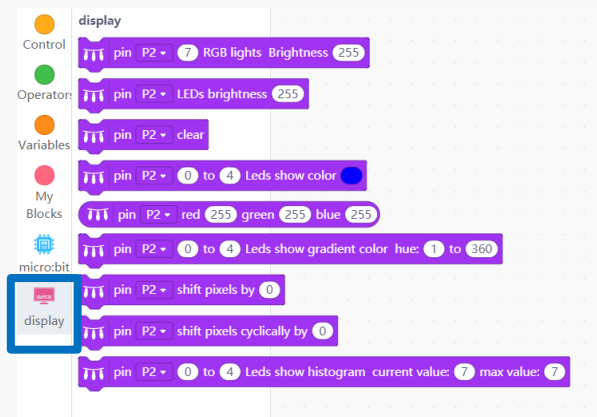 display
Control
pin P2 7 RGB lights Brightness 255
Operators
pin P2 LEDs brightness 255
Variables
pin P2 clear
My
Blocks
pin P2 0 to 4 Leds show color
pin P2 red 255 green 255 blue 255
micro:bit
pin P2 0 to 4 Leds show gradient color hue: 1 to 360
display
pin P2 shift pixels by 0
pin P2 shift pixels cyclically by 0
pin P2 0 to 4 Leds show histogram current value: 7 max value: 7